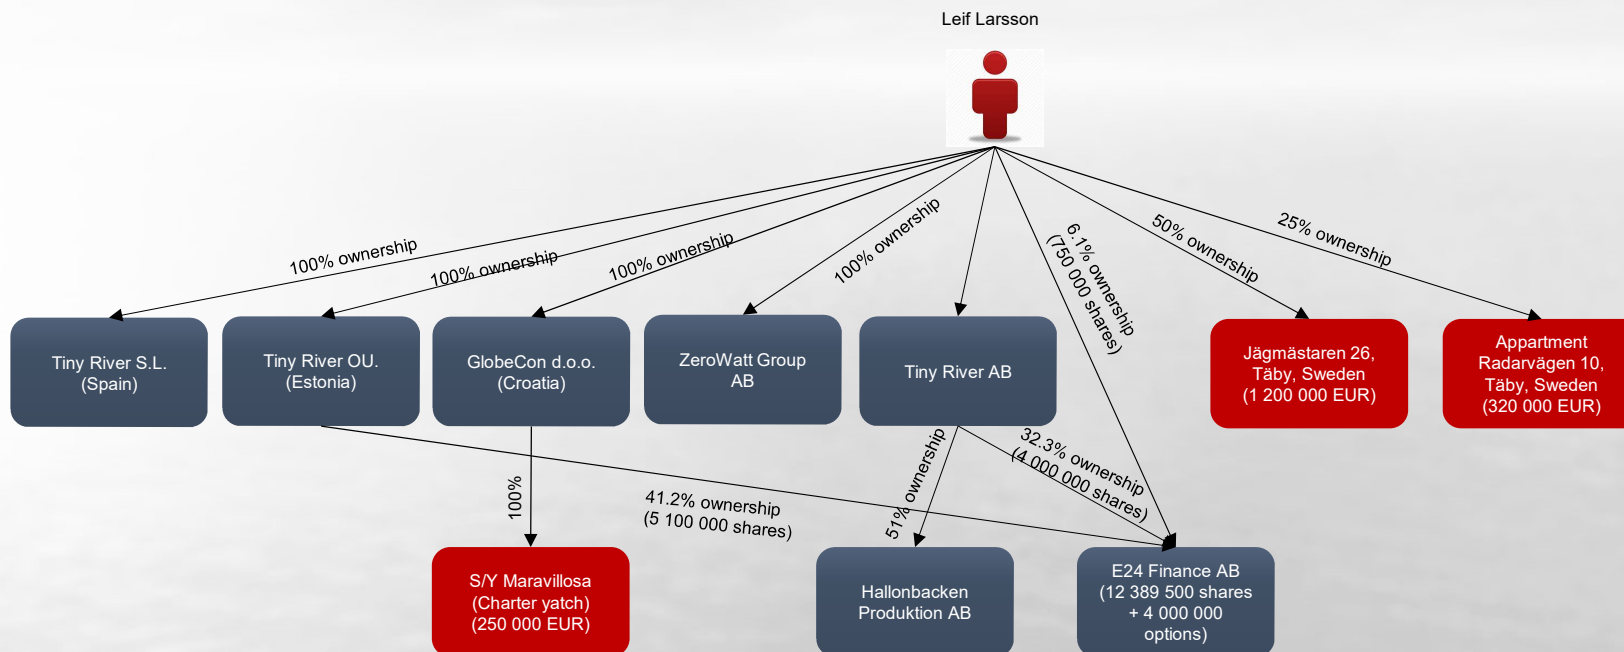 Leif Larsson
100% ownership
100% ownership
100% ownership
100% ownership
6.1% ownership
(750 000 shares)
50% ownership
25% ownership
Tiny River S.L.
(Spain)
Tiny River OU.
(Estonia)
GlobeCon d.o.o.
(Croatia)
ZeroWatt Group
AB
Tiny River AB
Jägmästaren 26,
Täby, Sweden
(1 200 000 EUR)
Appartment
Radarvägen 10,
Täby, Sweden
(320 000 EUR)
100%
41.2% ownership
(5 100 000 shares)
51% ownership
32.3% ownership
(4 000 000 shares)
S/Y Maravillosa
(Charter yatch)
(250 000 EUR)
Hallonbacken
Produktion AB
E24 Finance AB
(12 389 500 shares
+ 4 000 000
options)